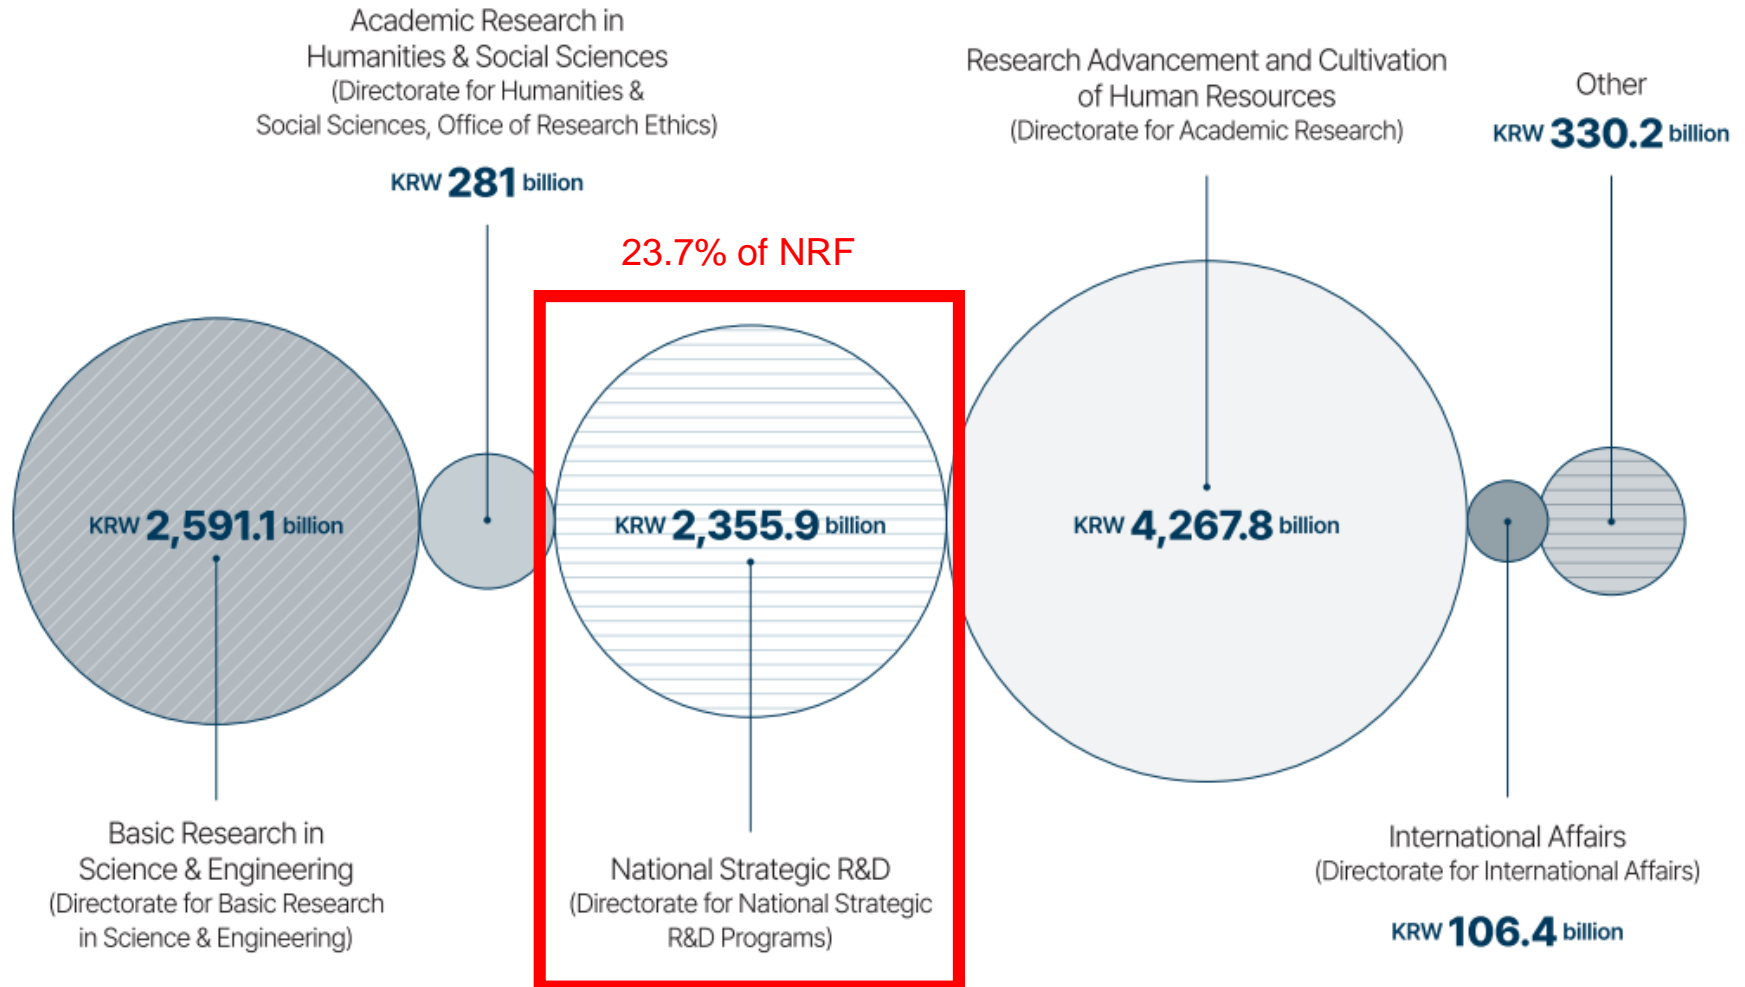 Academic Research in
Humanities & Social Sciences
(Directorate for Humanities &
Social Sciences, Office of Research Ethics)
KRW 281 billion
Research Advancement and Cultivation
of Human Resources
(Directorate for Academic Research)
Other
KRW 330.2 billion
23.7% of NRF
KRW 2,591.1 billion
KRW 2,355.9 billion
KRW 4,267.8 billion
Basic Research in
Science & Engineering
(Directorate for Basic Research
in Science & Engineering)
National Strategic R&D
(Directorate for National Strategic
R&D Programs)
International Affairs
(Directorate for International Affairs)
KRW 106.4 billion